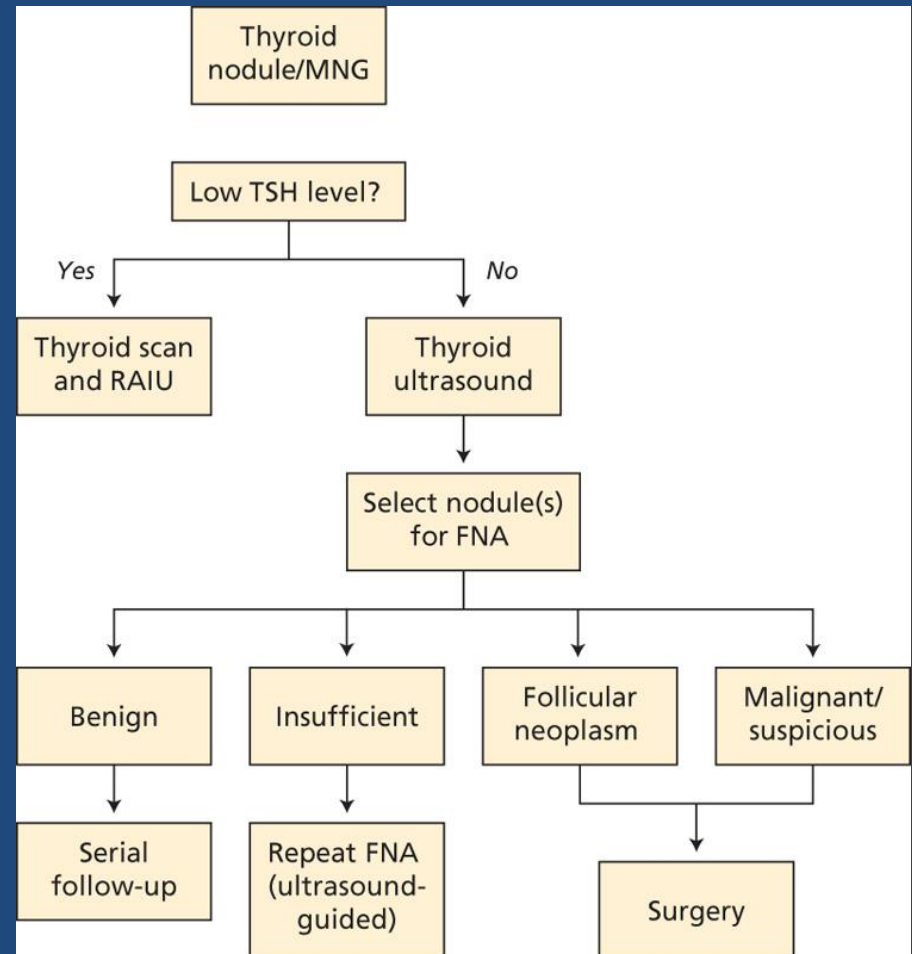 Thyroid
nodule/MNG
Low TSH level?
Yes
No
Thyroid scan
and RAIU
Thyroid
ultrasound
Select nodule(s)
for FNA
Benign
Insufficient
Follicular
neoplasm
Malignant/
suspicious
Serial
follow-up
Repeat FNA
(ultrasound-
guided)
Surgery